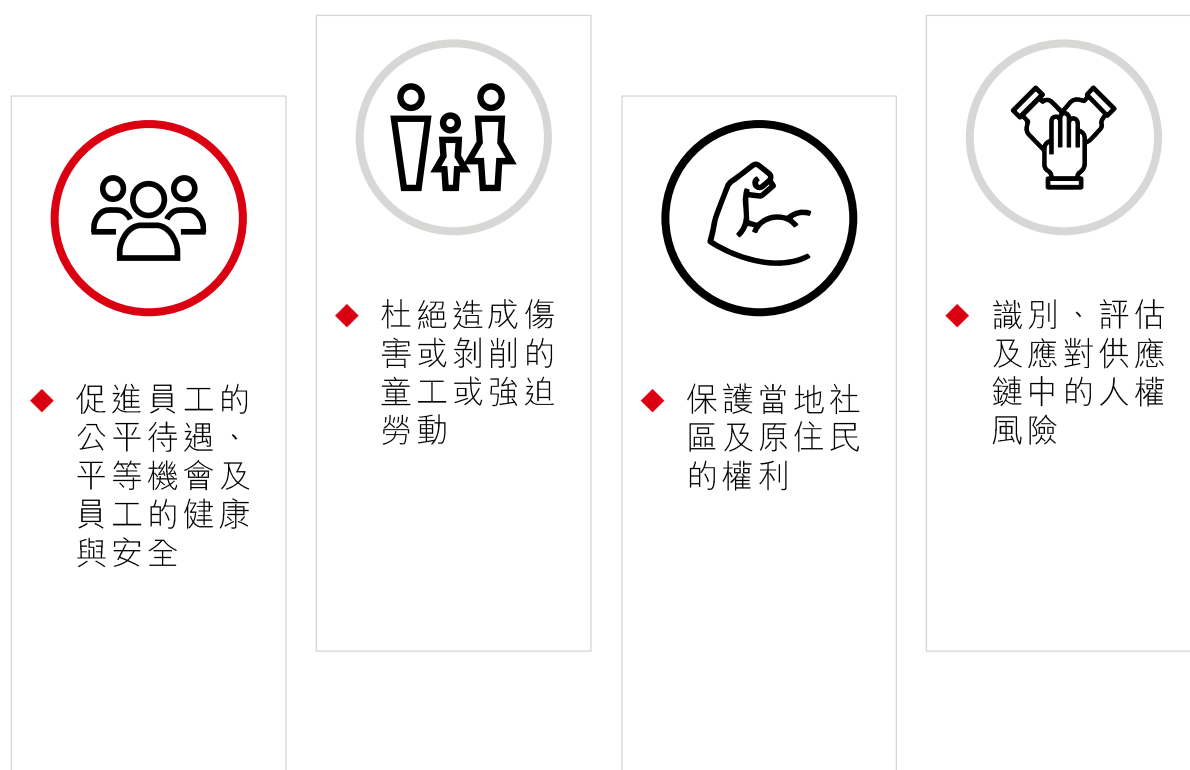 促進員工的
公平待遇、
平等機會及
員工的健康
與安全
杜絕造成傷
害或剝削的
童工或強迫
勞動
保護當地社
區及原住民
的權利
識別、評估
及應對供應
鏈中的人權
風險